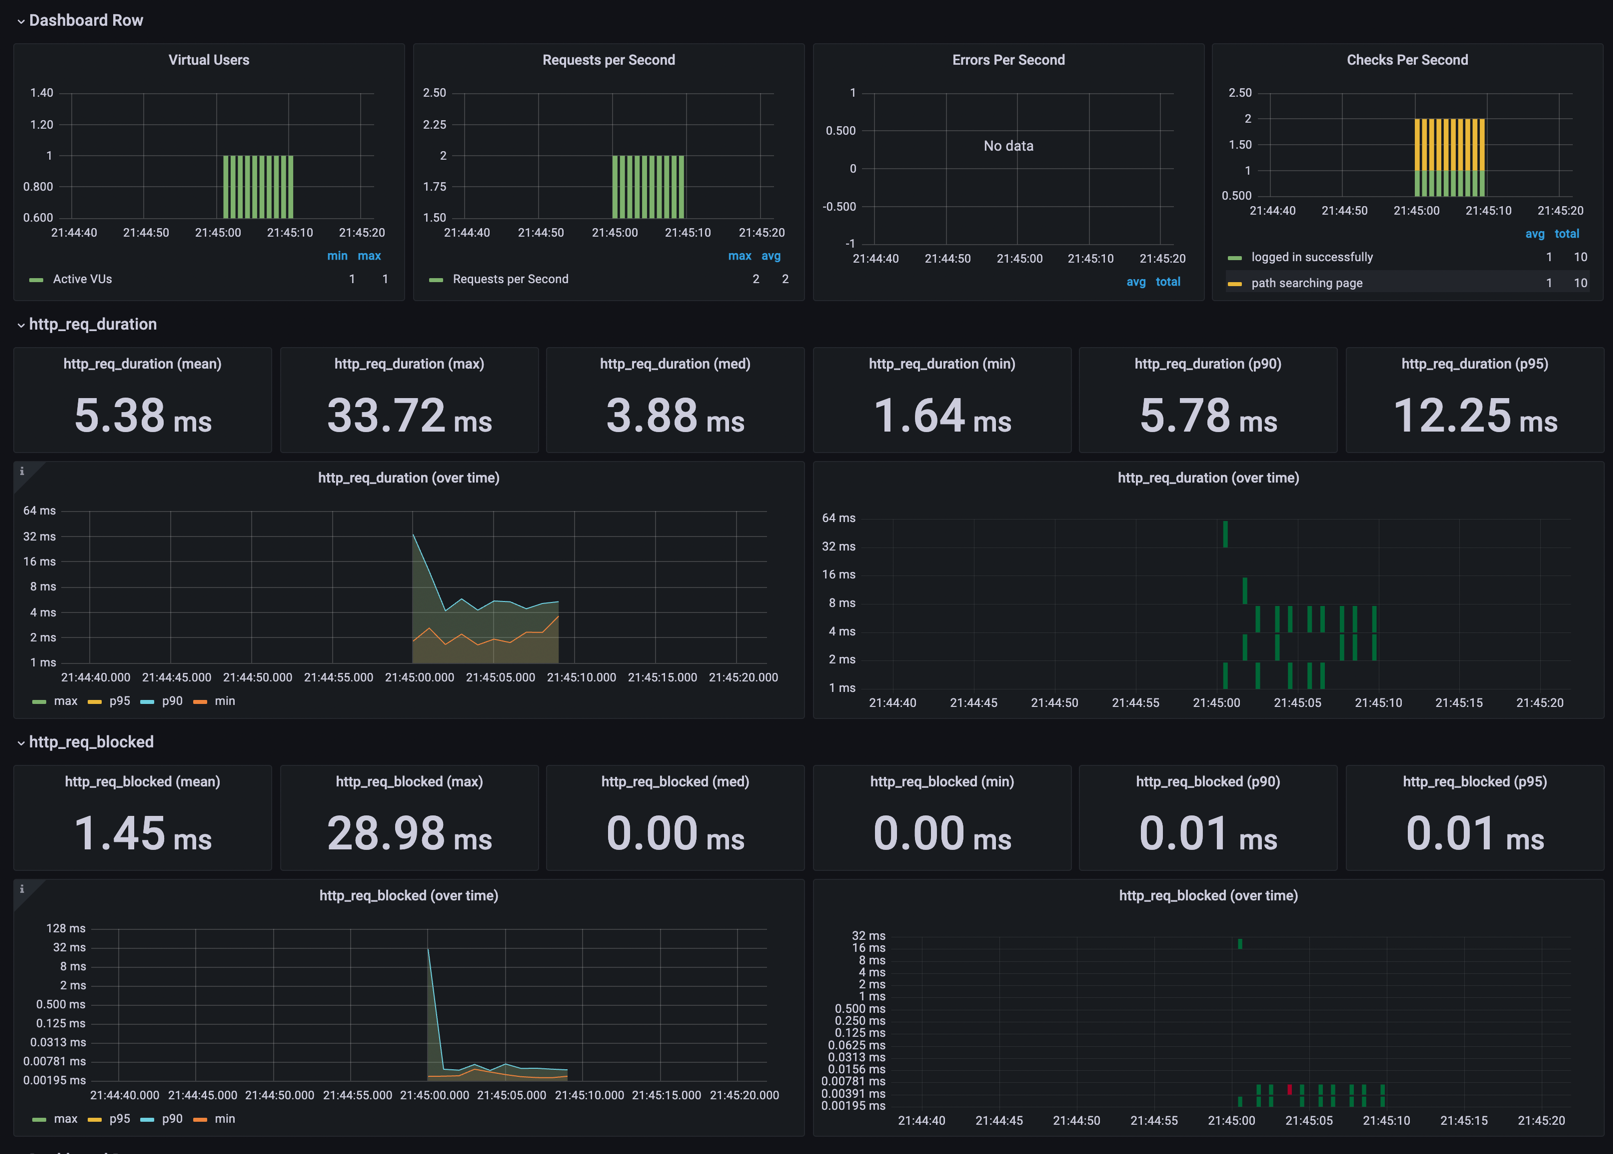 Dashboard Row
Virtual Users
1.40
1.20
1
0.800
0.600
21:44:40 21:44:50 21:45:00 21:45:10 21:45:20
min max
Active VUs 1 1
Requests per Second
2.50
2.25
2
1.75
1.50
21:44:40 21:44:50 21:45:00 21:45:10 21:45:20
max avg
Requests per Second 2 2
Errors Per Second
1
0.500
No data
0
-0.500
-1
21:44:40 21:44:50 21:45:00 21:45:10 21:45:20
avg total
Checks Per Second
2.50
2
1.50
1
0.500
21:44:40 21:44:50 21:45:00 21:45:10 21:45:20
avg total
logged in successfully 1 10
path searching page 1 10
http_req_duration
http_req_duration (mean)
5.38 ms
http_req_duration (max)
33.72 ms
http_req_duration (med)
3.88 ms
http_req_duration (min)
1.64 ms
http_req_duration (p90)
5.78 ms
http_req_duration (p95)
12.25 ms
i
http_req_duration (over time)
64 ms
32 ms
16 ms
8 ms
4 ms
2 ms
1 ms
21:44:40.000 21:44:45.000 21:44:50.000 21:44:55.000 21:45:00.000 21:45:05.000 21:45:10.000 21:45:15.000 21:45:20.000
max p95 p90 min
http_req_duration (over time)
64 ms
32 ms
16 ms
8 ms
4 ms
2 ms
1 ms
21:44:40 21:44:45 21:44:50 21:44:55 21:45:00 21:45:05 21:45:10 21:45:15 21:45:20
http_req_blocked
http_req_blocked (mean)
1.45 ms
http_req_blocked (max)
28.98 ms
http_req_blocked (med)
0.00 ms
http_req_blocked (min)
0.00 ms
http_req_blocked (p90)
0.01 ms
http_req_blocked (p95)
0.01 ms
i
http_req_blocked (over time)
128 ms
32 ms
8 ms
2 ms
0.500 ms
0.125 ms
0.0313 ms
0.00781 ms
0.00195 ms
21:44:40.000 21:44:45.000 21:44:50.000 21:44:55.000 21:45:00.000 21:45:05.000 21:45:10.000 21:45:15.000 21:45:20.000
max p95 p90 min
http_req_blocked (over time)
32 ms
16 ms
8 ms
4 ms
2 ms
1 ms
0.500 ms
0.250 ms
0.125 ms
0.0625 ms
0.0313 ms
0.0156 ms
0.00781 ms
0.00391 ms
0.00195 ms
21:44:40 21:44:45 21:44:50 21:44:55 21:45:00 21:45:05 21:45:10 21:45:15 21:45:20